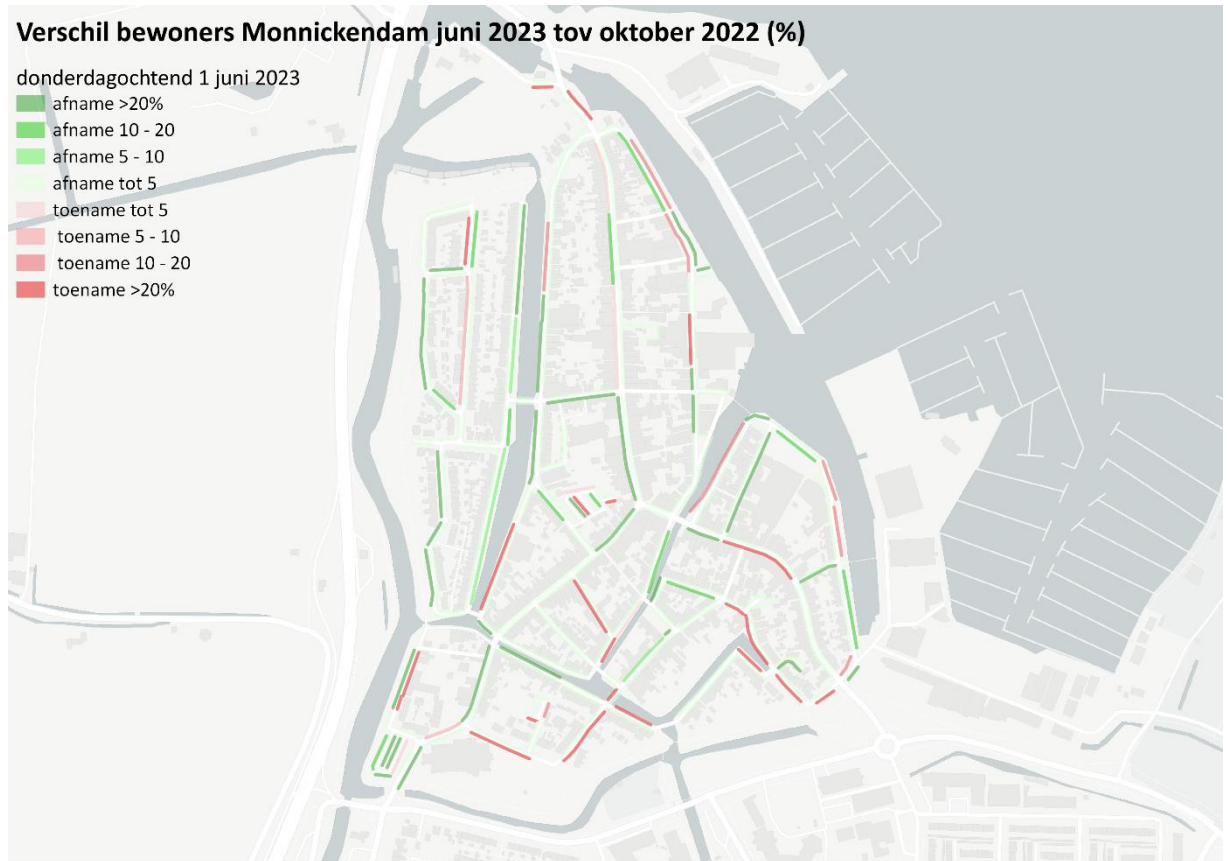 Verschil bewoners Monnickendam juni 2023 tov oktober 2022 (%)
donderdagochtend 1 juni 2023
afname >20%
afname 10 - 20
afname 5 - 10
afname tot 5
toename tot 5
toename 5 - 10
toename 10 - 20
toename >20%